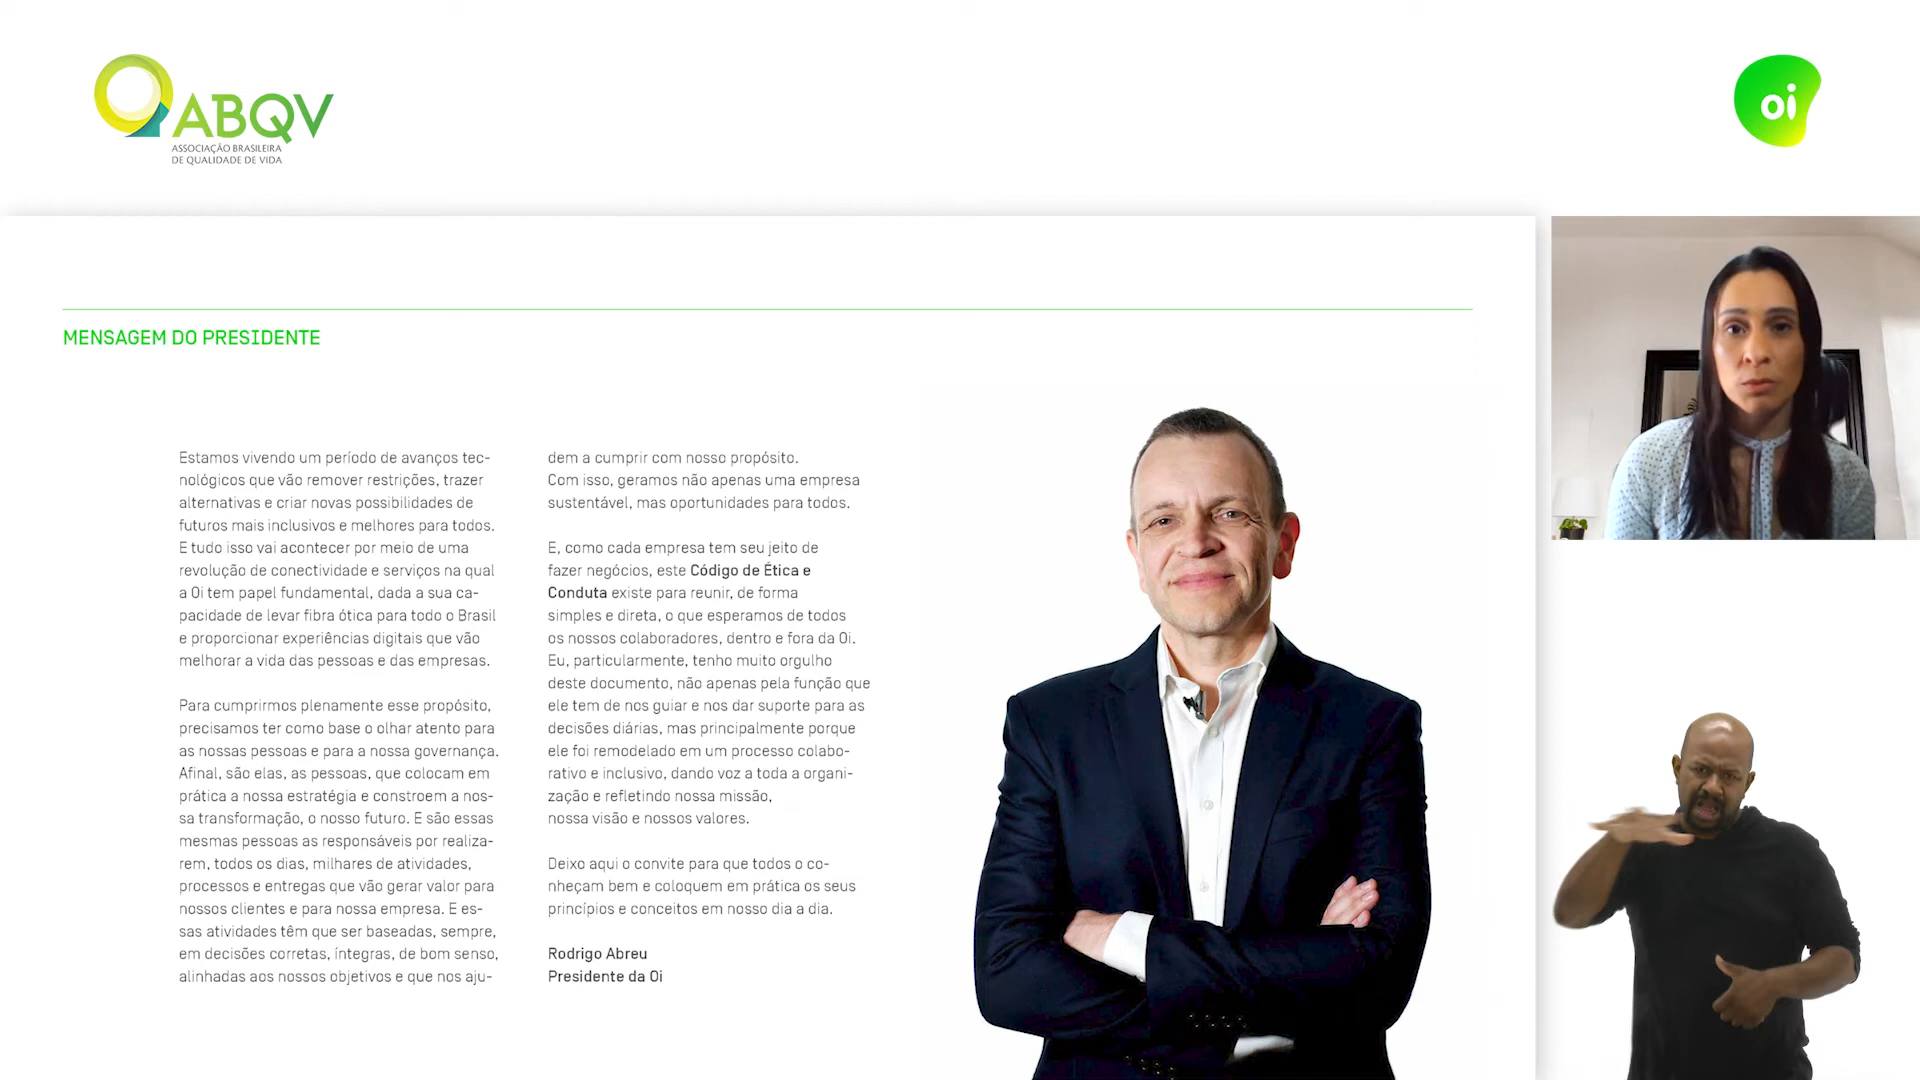 ABQV
ASSOCIAÇÃO BRASILEIRA
DE QUALIDADE DE VIDA
oi
MENSAGEM DO PRESIDENTE
Estamos vivendo um período de avanços tec-
nológicos que vão remover restrições, trazer
alternativas e criar novas possibilidades de
futuros mais inclusivos e melhores para todos.
E tudo isso vai acontecer por meio de uma
revolução de conectividade e serviços na qual
a Oi tem papel fundamental, dada a sua ca-
pacidade de levar fibra ótica para todo o Brasil
e proporcionar experiências digitais que vão
melhorar a vida das pessoas e das empresas.
Para cumprirmos plenamente esse propósito,
precisamos ter como base o olhar atento para
as nossas pessoas e para a nossa governança.
Afinal, são elas, as pessoas, que colocam em
prática a nossa estratégia e constroem a nos-
sa transformação, o nosso futuro. E são essas
mesmas pessoas as responsáveis por realiza-
rem, todos os dias, milhares de atividades,
processos e entregas que vão gerar valor para
nossos clientes e para nossa empresa. E es-
sas atividades têm que ser baseadas, sempre,
em decisões corretas, íntegras, de bom senso,
alinhadas aos nossos objetivos e que nos aju-
dem a cumprir com nosso propósito.
Com isso, geramos não apenas uma empresa
sustentável, mas oportunidades para todos.
E, como cada empresa tem seu jeito de
fazer negócios, este Código de Ética e
Conduta existe para reunir, de forma
simples e direta, o que esperamos de todos
os nossos colaboradores, dentro e fora da Oi.
Eu, particularmente, tenho muito orgulho
deste documento, não apenas pela função que
ele tem de nos guiar e nos dar suporte para as
decisões diárias, mas principalmente porque
ele foi remodelado em um processo colabo-
rativo e inclusivo, dando voz a toda a organi-
zação e refletindo nossa missão,
nossa visão e nossos valores.
Deixo aqui o convite para que todos o co-
nheçam bem e coloquem em prática os seus
princípios e conceitos em nosso dia a dia.
Rodrigo Abreu
Presidente da Oi